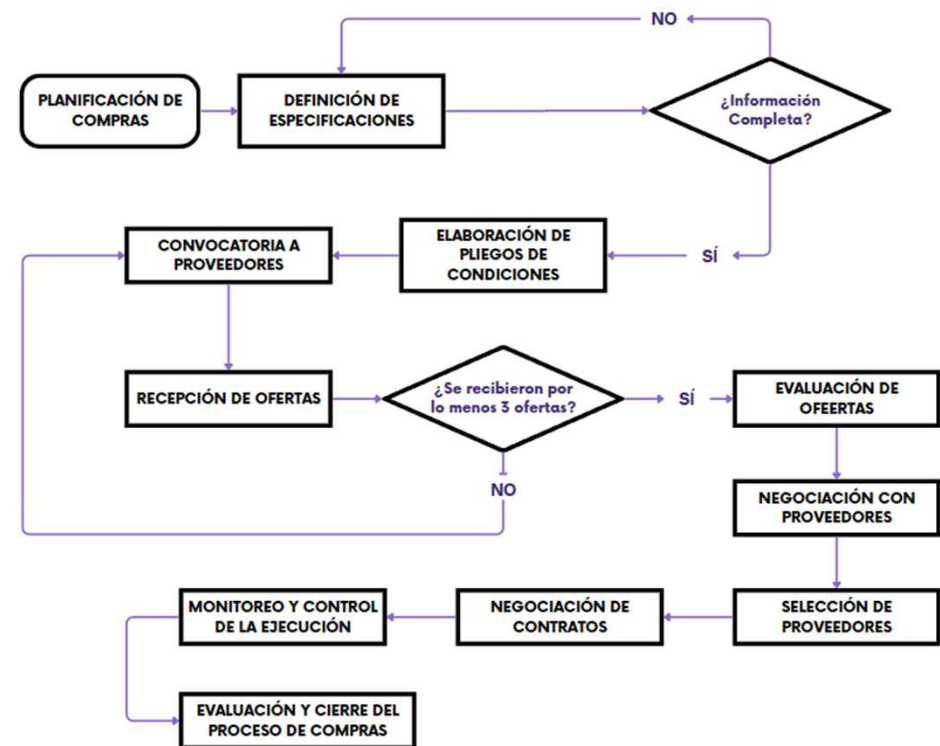 NO
PLANIFICACIÓN DE
COMPRAS
DEFINICIÓN DE
ESPECIFICACIONES
¿Información
Completa?
CONVOCATORIA A
PROVEEDORES
ELABORACIÓN DE
PLIEGOS DE
CONDICIONES
SÍ
RECEPCIÓN DE OFERTAS
¿Se recibieron por
lo menos 3 ofertas?
SÍ
EVALUACIÓN DE
OFEERTAS
NO
NEGOCIACIÓN CON
PROVEEDORES
MONITOREO Y CONTROL
DE LA EJECUCIÓN
NEGOCIACIÓN DE
CONTRATOS
SELECCIÓN DE
PROVEEDORES
EVALUACIÓN Y CIERRE DEL
PROCESO DE COMPRAS